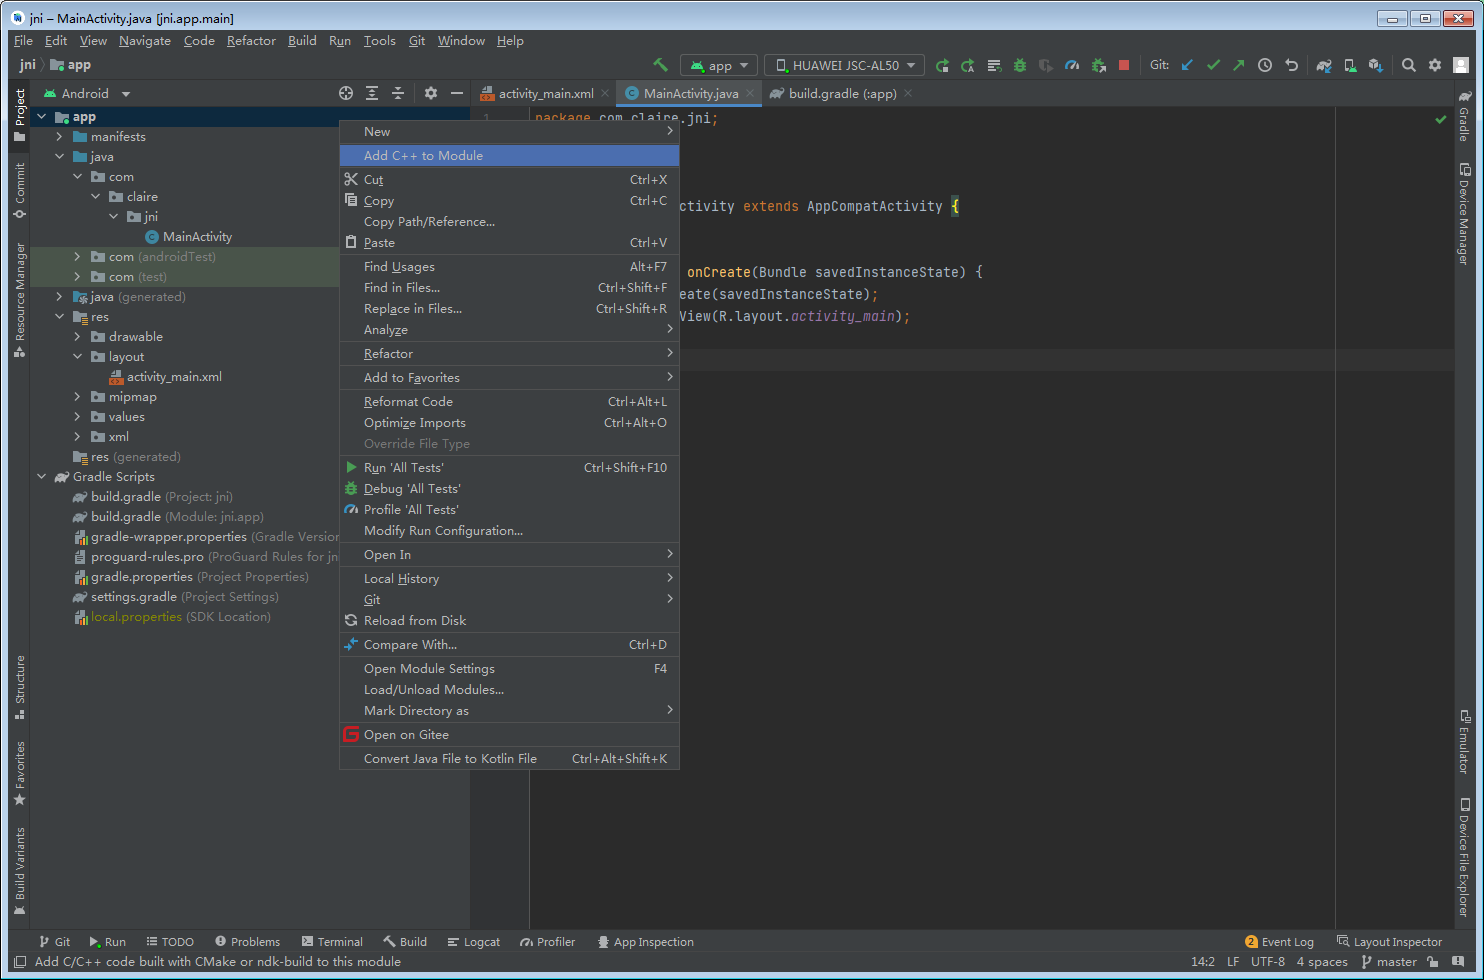 jni – MainActivity.java [jni.app.main]
File Edit View Navigate Code Refactor Build Run Tools Git Window Help
jni app
app HUAWEI JSC-AL50 Git:
Android
activity_main.xml MainActivity.java build.gradle (:app)
Project
Commit
Resource Manager
Structure
Favorites
Build Variants
app
manifests
java
com
claire
jni
MainActivity
com (androidTest)
com (test)
java (generated)
res
drawable
layout
activity_main.xml
mipmap
values
xml
res (generated)
Gradle Scripts
build.gradle (Project: jni)
build.gradle (Module: jni.app)
gradle-wrapper.properties (Gradle Version
proguard-rules.pro (ProGuard Rules for jn
gradle.properties (Project Properties)
settings.gradle (Project Settings)
local.properties (SDK Location)
New
Add C++ to Module
Cut Ctrl+X
Copy Ctrl+C
Copy Path/Reference...
Paste Ctrl+V
Find Usages Alt+F7
Find in Files... Ctrl+Shift+F
Replace in Files... Ctrl+Shift+R
Analyze
Refactor
Add to Favorites
Reformat Code Ctrl+Alt+L
Optimize Imports Ctrl+Alt+O
Override File Type
Run 'All Tests' Ctrl+Shift+F10
Debug 'All Tests'
Profile 'All Tests'
Modify Run Configuration...
Open In
Local History
Git
Reload from Disk
Compare With... Ctrl+D
Open Module Settings F4
Load/Unload Modules...
Mark Directory as
Open on Gitee
Convert Java File to Kotlin File Ctrl+Alt+Shift+K
1 package com.claire.jni;
ctivity extends AppCompatActivity {
onCreate(Bundle savedInstanceState) {
eate(savedInstanceState);
View(R.layout.activity_main);
Gradle
Device Manager
Emulator
Device File Explorer
Git Run TODO Problems Terminal Build Logcat Profiler App Inspection 2 Event Log Layout Inspector
Add C/C++ code built with CMake or ndk-build to this module 14:2 LF UTF-8 4 spaces master